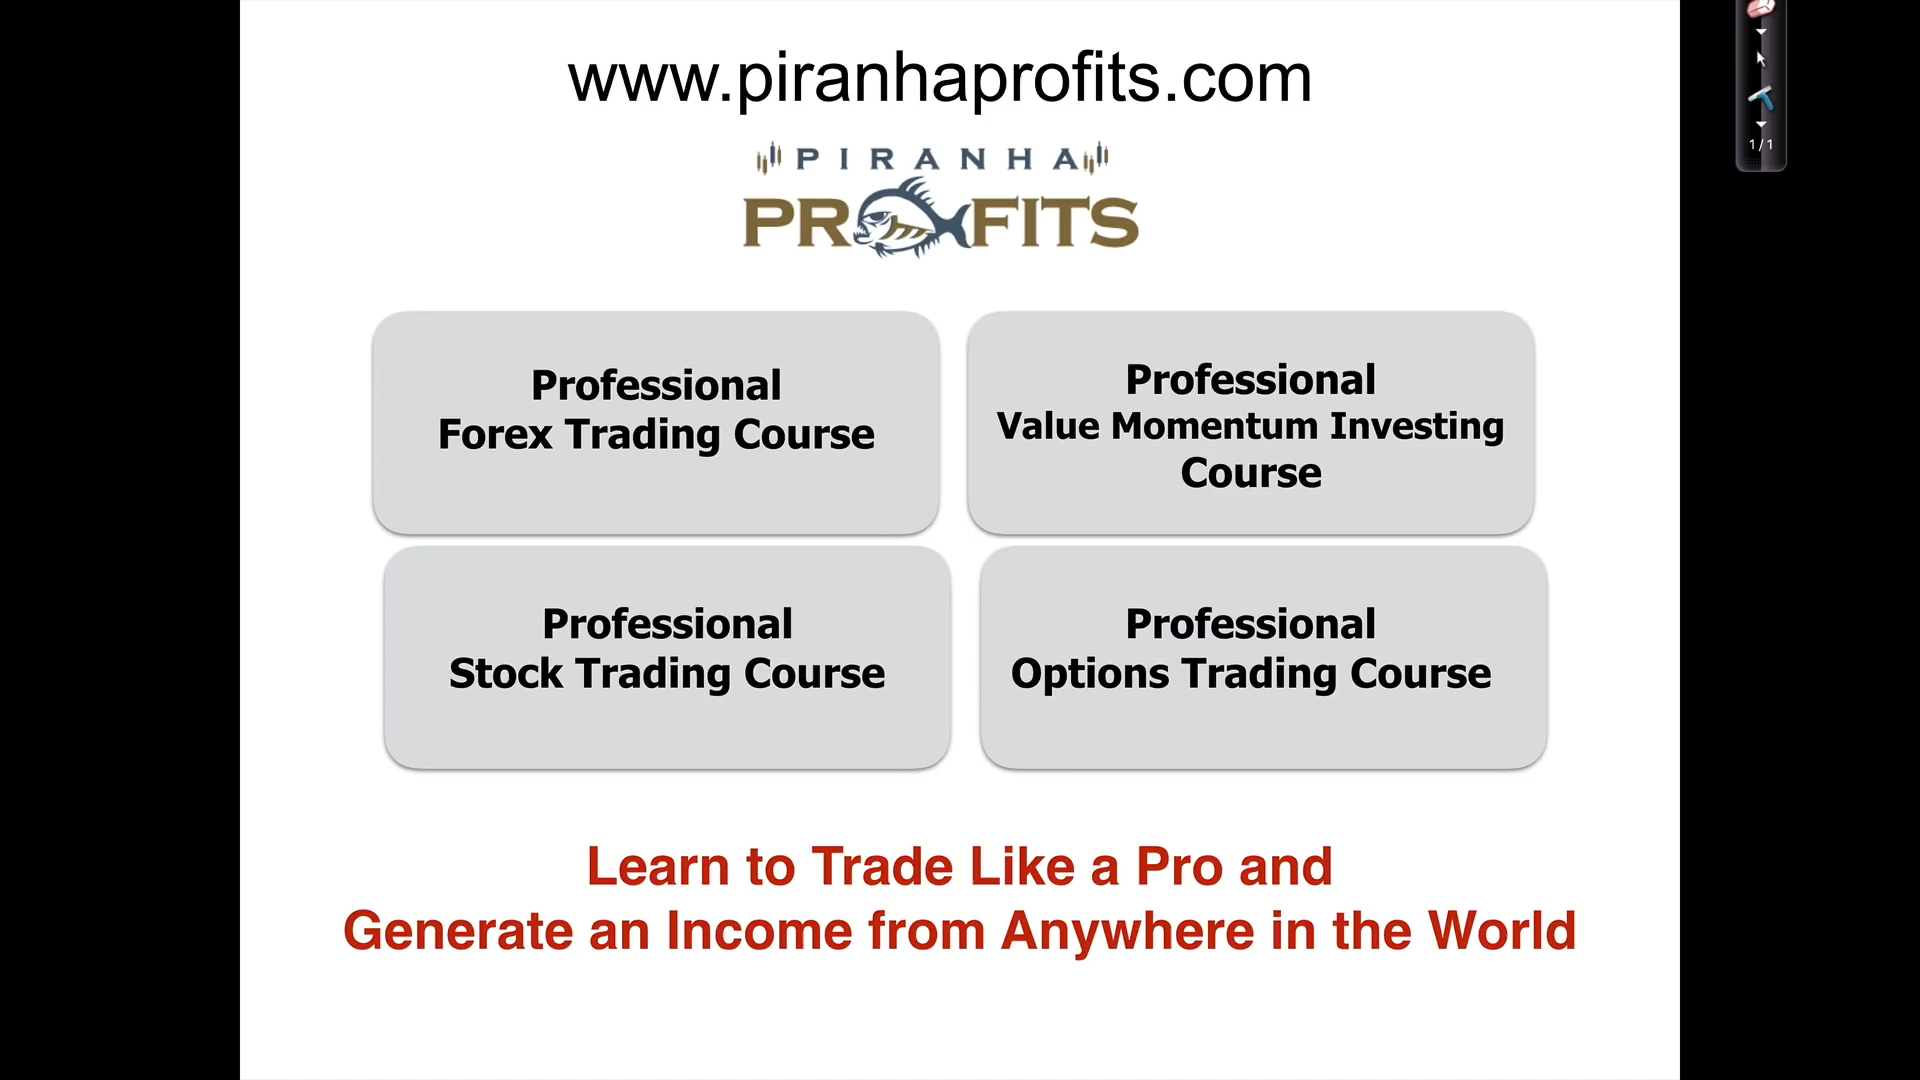 www.piranhaprofits.com
PIRANHA
PROFITS
Professional
Forex Trading Course
Professional
Value Momentum Investing
Course
Professional
Stock Trading Course
Professional
Options Trading Course
Learn to Trade Like a Pro and
Generate an Income from Anywhere in the World
1/1